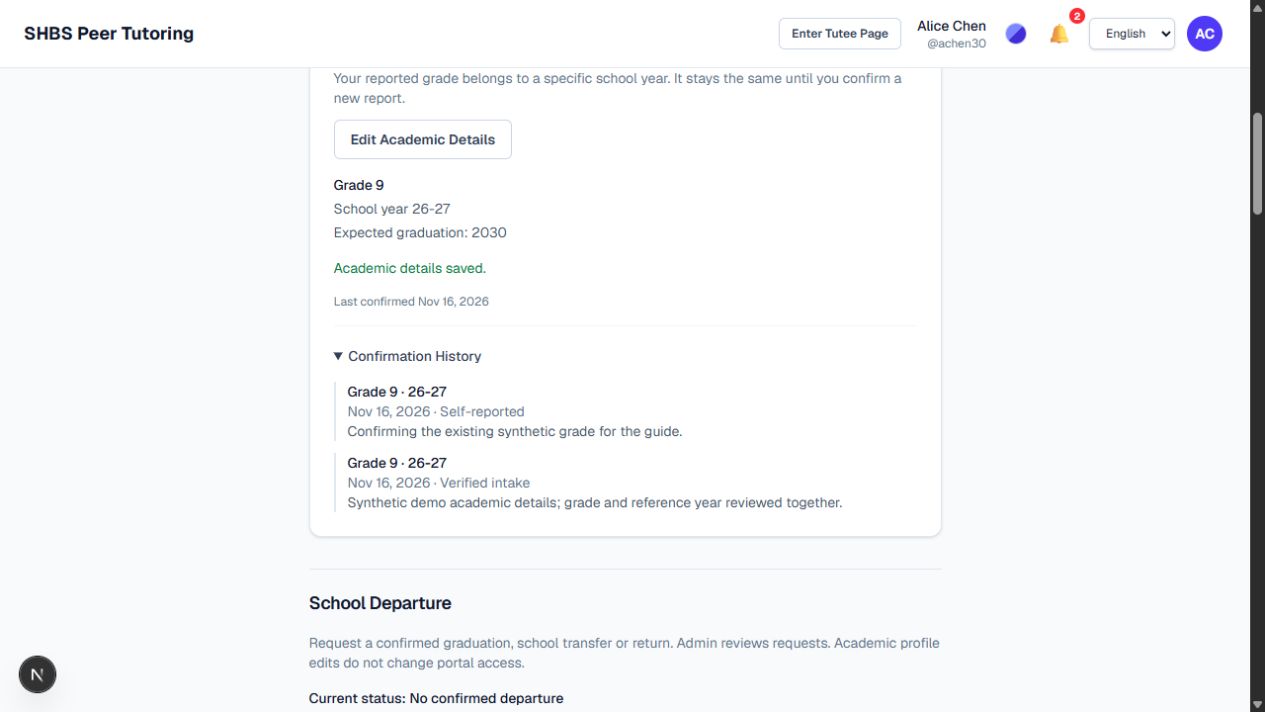 SHBS Peer Tutoring
Enter Tutee Page
Alice Chen
@achen30
2
English
AC
Your reported grade belongs to a specific school year. It stays the same until you confirm a
new report.
Edit Academic Details
Grade 9
School year 26-27
Expected graduation: 2030
Academic details saved.
Last confirmed Nov 16, 2026
▼ Confirmation History
Grade 9 · 26-27
Nov 16, 2026 · Self-reported
Confirming the existing synthetic grade for the guide.
Grade 9 · 26-27
Nov 16, 2026 · Verified intake
Synthetic demo academic details; grade and reference year reviewed together.
School Departure
Request a confirmed graduation, school transfer or return. Admin reviews requests. Academic profile
edits do not change portal access.
Current status: No confirmed departure
N